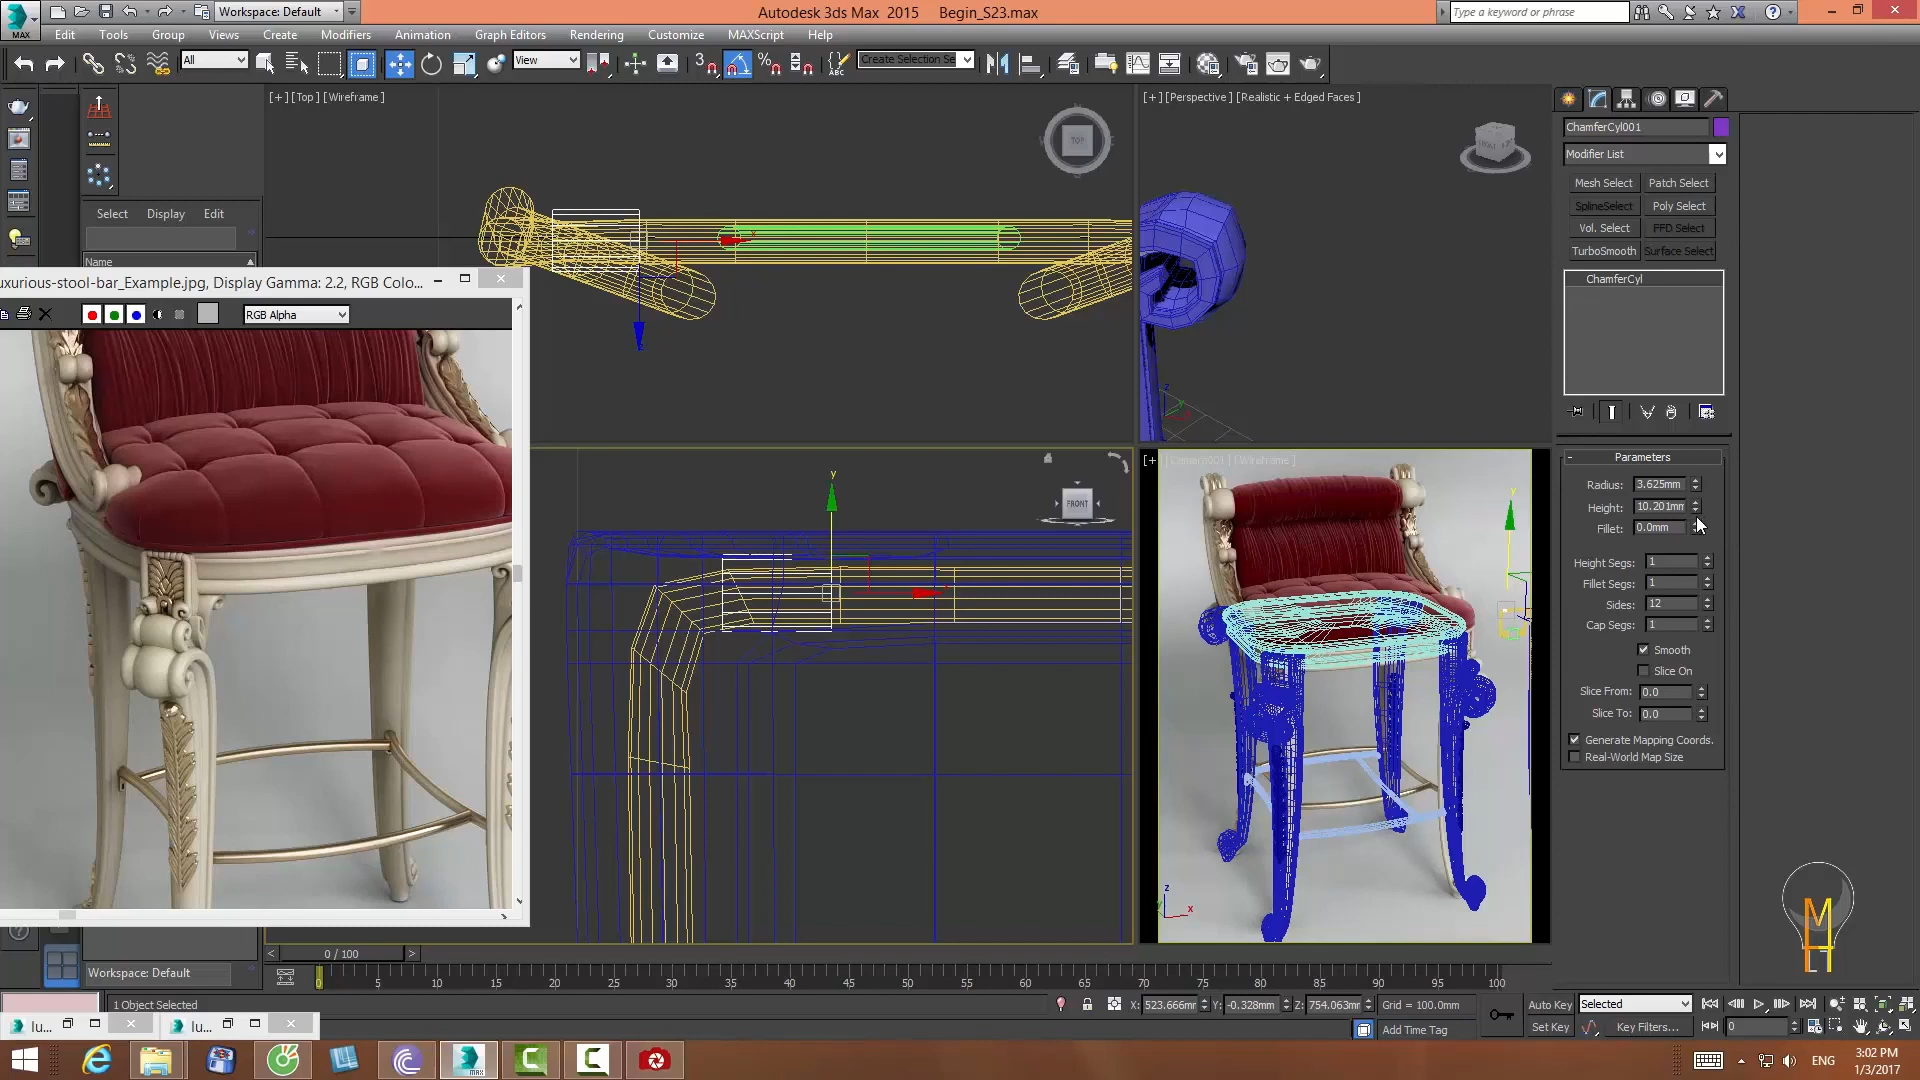 MAX
Workspace: Default
Autodesk 3ds Max 2015 Begin_S23.max
Type a keyword or phrase
Edit Tools Group Views Create Modifiers Animation Graph Editors Rendering Customize MAXScript Help
All
View
Create Selection Se
[+] [Top ] [Wireframe ]
TOP
[+] [Perspective ] [Realistic + Edged Faces ]
ChamferCyl001
Modifier List
Mesh Select Patch Select
SplineSelect Poly Select
Vol. Select FFD Select
TurboSmooth Surface Select
ChamferCyl
Select Display Edit
Name
uxurious-stool-bar_Example.jpg, Display Gamma: 2.2, RGB Colo...
RGB Alpha
FRONT
Parameters
Radius: 3.625mm
Height: 10.201mm
Fillet: 0.0mm
Height Segs: 1
Fillet Segs: 1
Sides: 12
Cap Segs: 1
Smooth
Slice On
Slice From: 0.0
Slice To: 0.0
Generate Mapping Coords.
Real-World Map Size
y
x
z
0 / 100
Workspace: Default
0 5 10 15 20 25 30 35 40 45 50 55 60 65 70 75 80 85 90 95 100
1 Object Selected
X: 523.666mm Y: -0.328mm Z: 754.063mm Grid = 100.0mm
Auto Key Selected
Set Key Key Filters... 0
Add Time Tag
lu... lu...
ENG
3:02 PM
1/3/2017